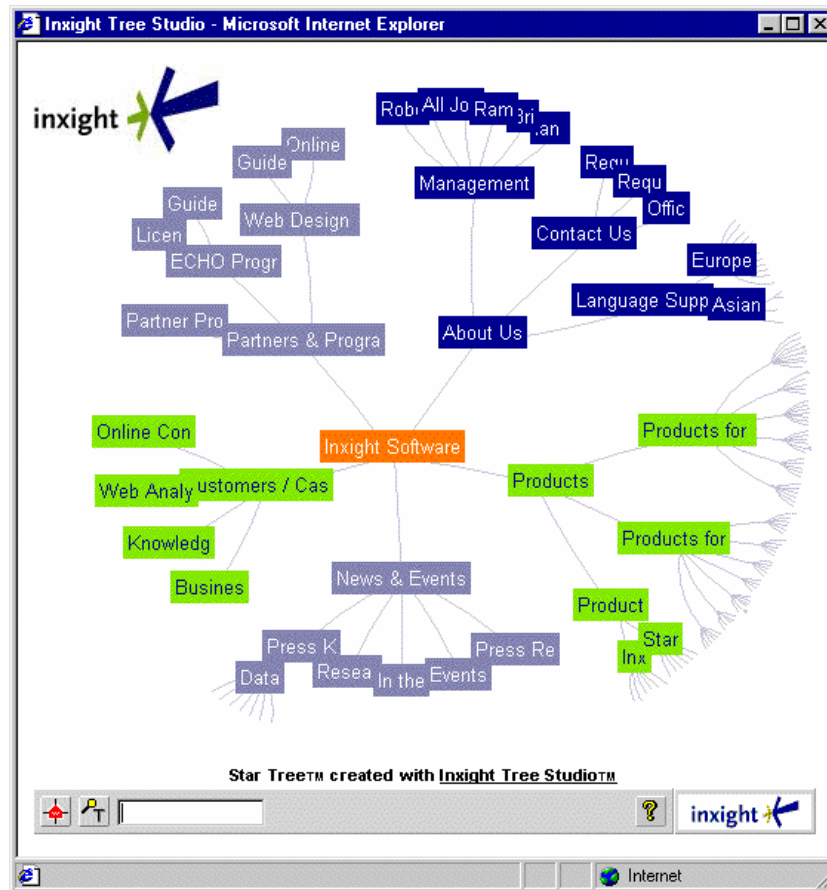 Inxight Tree Studio - Microsoft Internet Explorer
inxight
All Jo
Ram
Online
Guide
Management
Requ
Requ
Offic
Guide
Licen
Web Design
Contact Us
ECHO Progr
Europe
Language Supp
Asian
Partner Pro
Partners & Progra
About Us
Online Con
Inxight Software
Products for
Web Analy
ustomers / Cas
Products
Knowledg
Products for
Busines
News & Events
Product
Star
Inx
Press K
Press Re
Data
Resea
In the
Events
Star Tree™ created with Inxight Tree Studio™
T
?
inxight
Internet